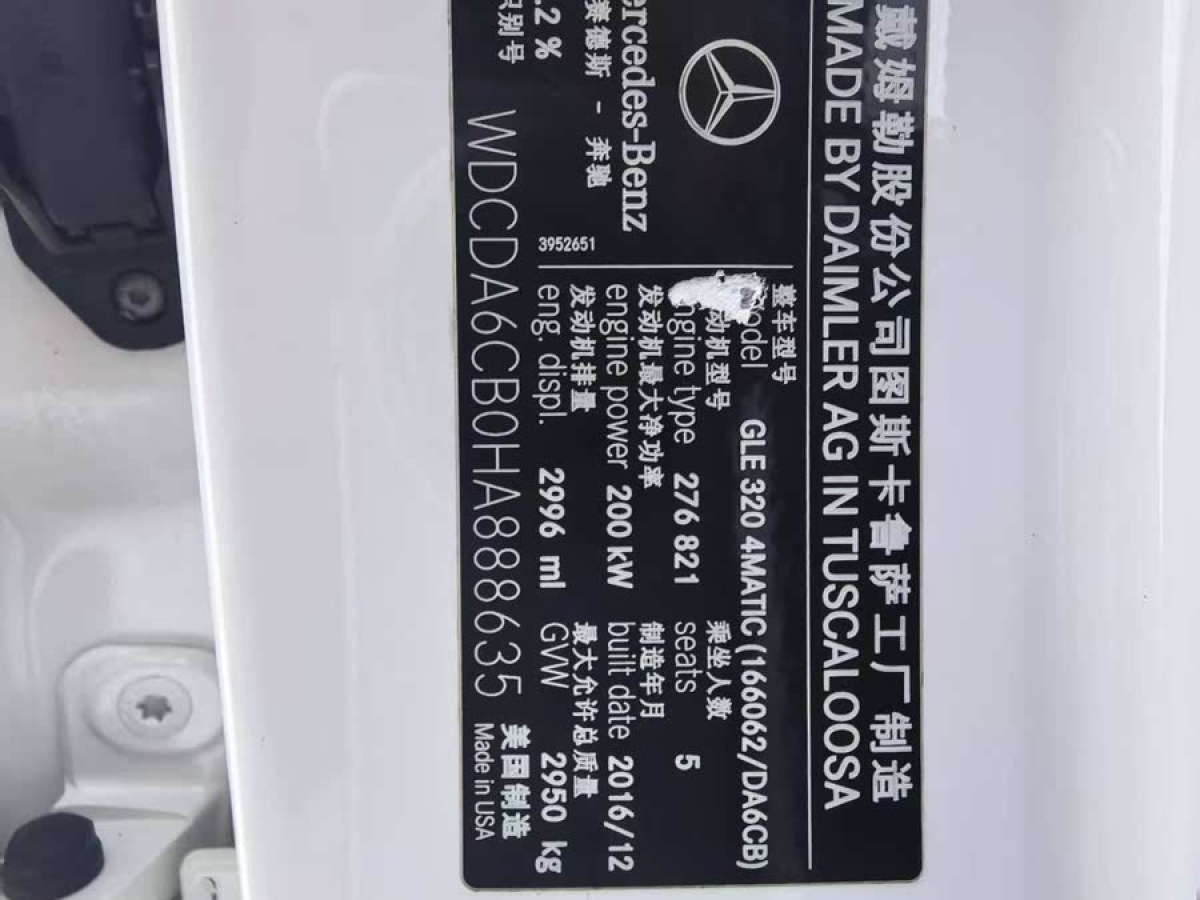 戴姆勒股份公司图斯卡鲁萨工厂制造
MADE BY DAIMLER AG IN TUSCALOOSA
整车型号
GLE 320 4MATIC (166062/DA6CB)
动机型号 乘坐人数
engine type 276 821 seats 5
发动机最大净功率 制造年月
engine power 200 kW built date 2016/12
发动机排量 最大允许总质量
eng. displ. 2996 ml GVW 2950 kg
ercedes-Benz
赛德斯 - 奔驰
3952651
.2 %
识别号
WDCDA6CB0HA888635
美国制造
Made in USA